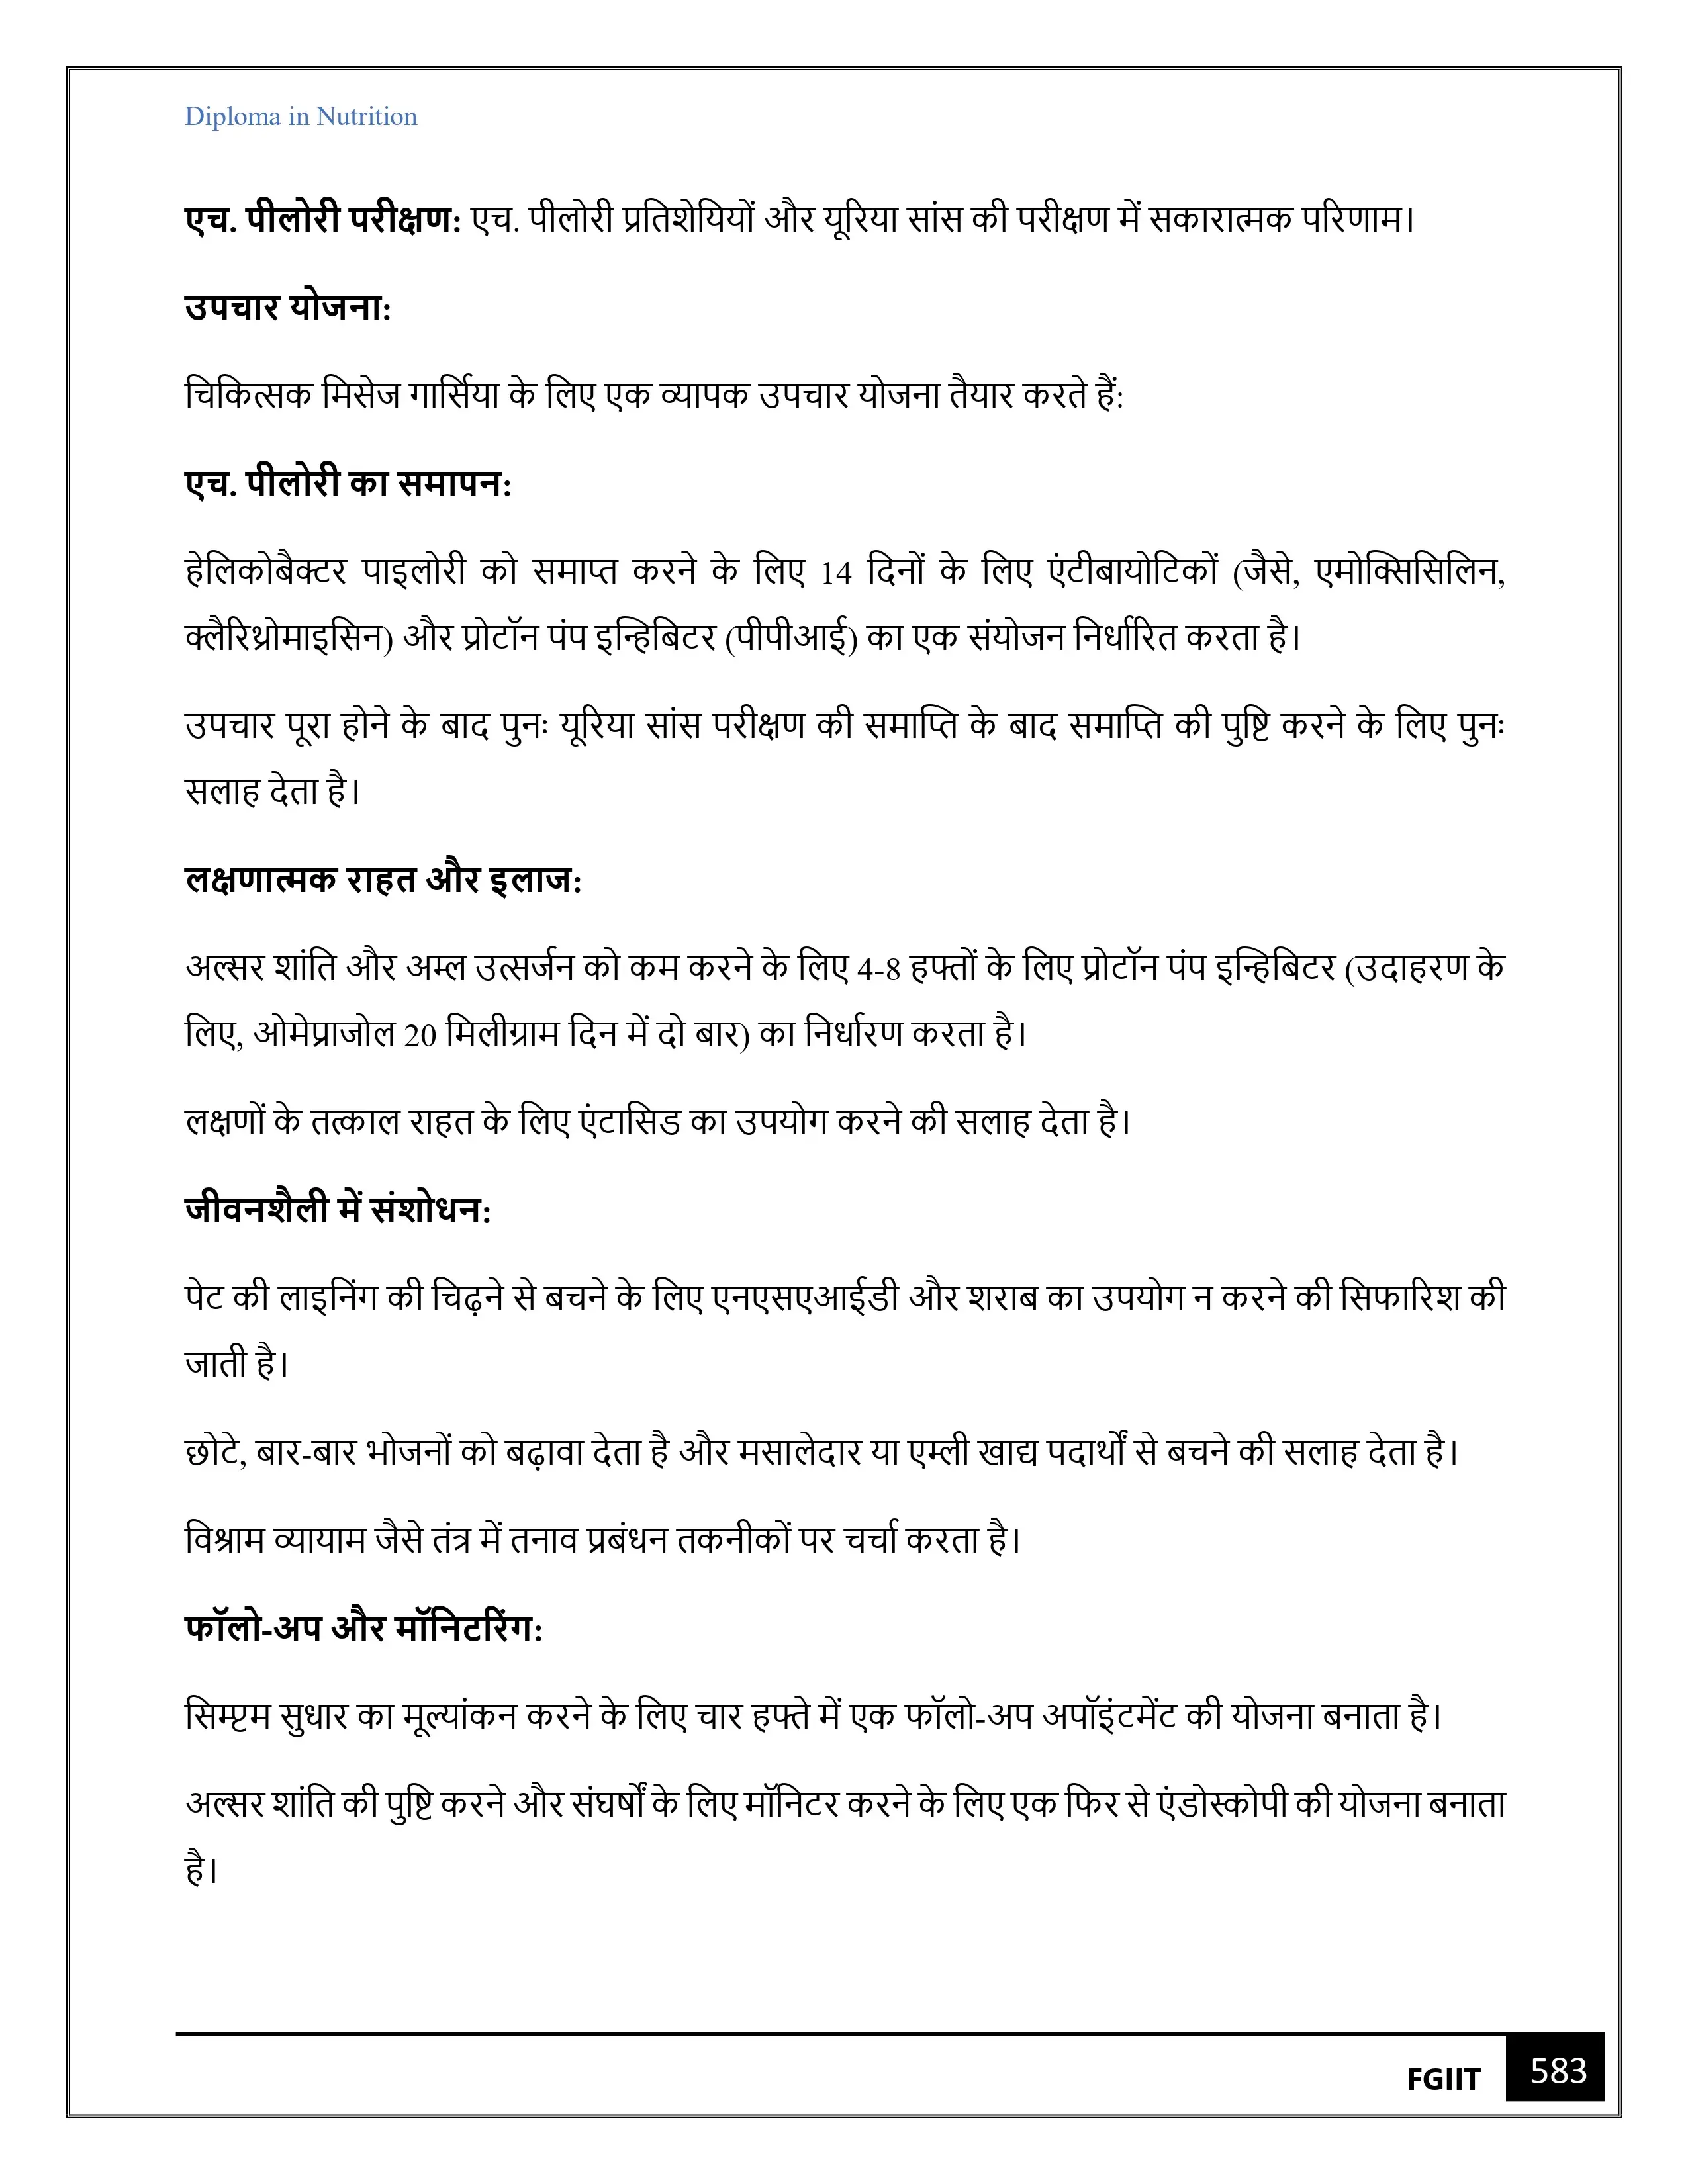 Diploma in Nutrition
एच. पीलोरी परीक्षण: एच. पीलोरी प्रतिशेयियों और यूरिया सांस की परीक्षण में सकारात्मक परिणाम।
उपचार योजना:
चिकित्सक मिसेज गार्सिया के लिए एक व्यापक उपचार योजना तैयार करते हैं:
एच. पीलोरी का समापन:
हेलिकोबैक्टर पाइलोरी को समाप्त करने के लिए 14 दिनों के लिए एंटीबायोटिकों (जैसे, एमोक्सिसिलिन,
क्लैरिथ्रोमाइसिन) और प्रोटॉन पंप इन्हिबिटर (पीपीआई) का एक संयोजन निर्धारित करता है।
उपचार पूरा होने के बाद पुनः यूरिया सांस परीक्षण की समाप्ति के बाद समाप्ति की पुष्टि करने के लिए पुनः
सलाह देता है।
लक्षणात्मक राहत और इलाज:
अल्सर शांति और अम्ल उत्सर्जन को कम करने के लिए 4-8 हफ्तों के लिए प्रोटॉन पंप इन्हिबिटर (उदाहरण के
लिए, ओमेप्राजोल 20 मिलीग्राम दिन में दो बार) का निर्धारण करता है।
लक्षणों के तत्काल राहत के लिए एंटासिड का उपयोग करने की सलाह देता है।
जीवनशैली में संशोधन:
पेट की लाइनिंग की चिढ़ने से बचने के लिए एनएसएआईडी और शराब का उपयोग न करने की सिफारिश की
जाती है।
छोटे, बार-बार भोजनों को बढ़ावा देता है और मसालेदार या एम्ली खाद्य पदार्थों से बचने की सलाह देता है।
विश्राम व्यायाम जैसे तंत्र में तनाव प्रबंधन तकनीकों पर चर्चा करता है।
फॉलो-अप और मॉनिटरिंग:
सिम्प्टम सुधार का मूल्यांकन करने के लिए चार हफ्ते में एक फॉलो-अप अपॉइंटमेंट की योजना बनाता है।
अल्सर शांति की पुष्टि करने और संघर्षों के लिए मॉनिटर करने के लिए एक फिर से एंडोस्कोपी की योजना बनाता
है।
FGIIT 583